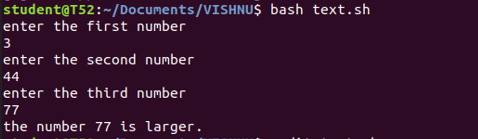 student@T52:~/Documents/VISHNU$ bash text.sh
enter the first number
3
enter the second number
44
enter the third number
77
the number 77 is larger.